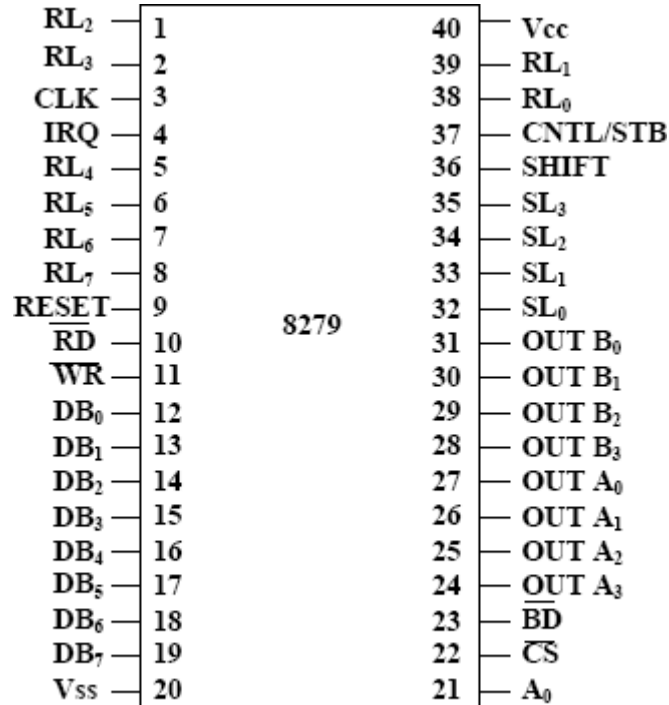 RL₂ 1 40 Vcc
RL₃ 2 39 RL₁
CLK 3 38 RL₀
IRQ 4 37 CNTL/STB
RL₄ 5 36 SHIFT
RL₅ 6 35 SL₃
RL₆ 7 34 SL₂
RL₇ 8 33 SL₁
RESET 9 32 SL₀
8279
R̅D̅ 10 31 OUT B₀
W̅R̅ 11 30 OUT B₁
DB₀ 12 29 OUT B₂
DB₁ 13 28 OUT B₃
DB₂ 14 27 OUT A₀
DB₃ 15 26 OUT A₁
DB₄ 16 25 OUT A₂
DB₅ 17 24 OUT A₃
DB₆ 18 23 B̅D̅
DB₇ 19 22 C̅S̅
Vss 20 21 A₀